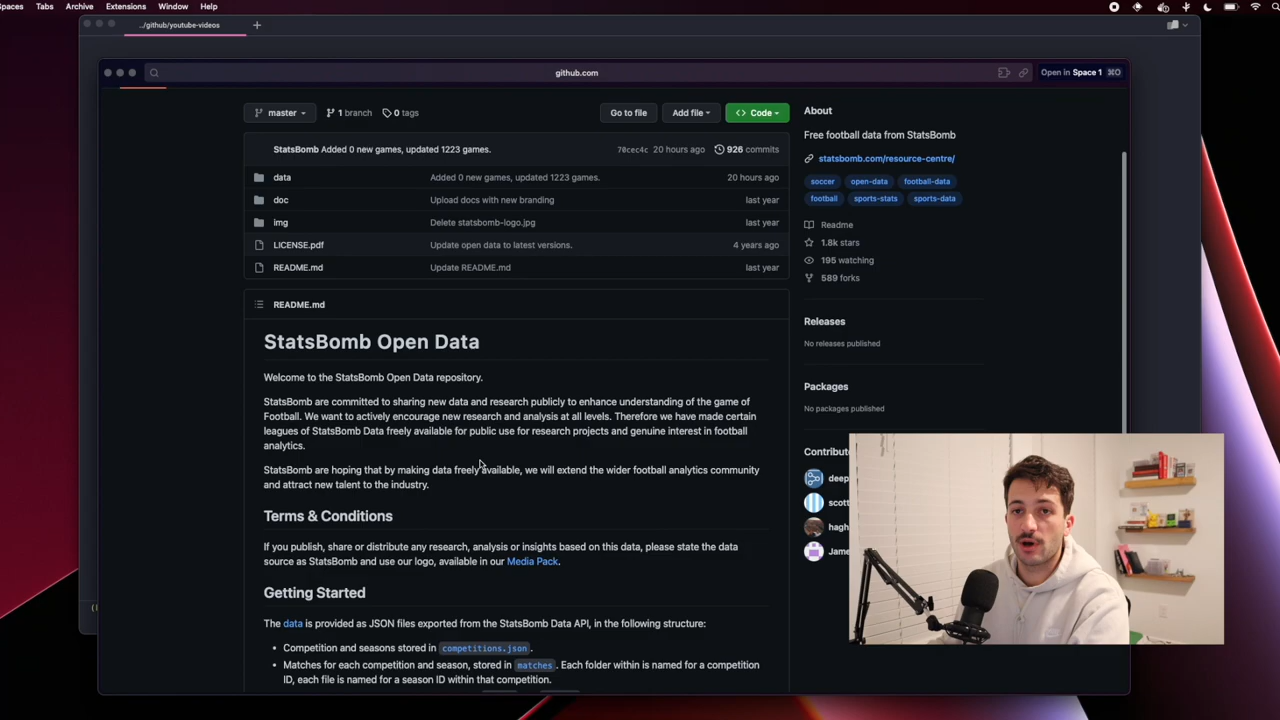 Spaces Tabs Archive Extensions Window Help
../github/youtube-videos
github.com
Open in Space 1 ⌘O
master
1 branch
0 tags
Go to file
Add file
Code
StatsBomb Added 0 new games, updated 1223 games.
70cec4c 20 hours ago
926 commits
data
Added 0 new games, updated 1223 games.
20 hours ago
doc
Upload docs with new branding
last year
img
Delete statsbomb-logo.jpg
last year
LICENSE.pdf
Update open data to latest versions.
4 years ago
README.md
Update README.md
last year
README.md
StatsBomb Open Data
Welcome to the StatsBomb Open Data repository.
StatsBomb are committed to sharing new data and research publicly to enhance understanding of the game of
Football. We want to actively encourage new research and analysis at all levels. Therefore we have made certain
leagues of StatsBomb Data freely available for public use for research projects and genuine interest in football
analytics.
StatsBomb are hoping that by making data freely available, we will extend the wider football analytics community
and attract new talent to the industry.
Terms & Conditions
If you publish, share or distribute any research, analysis or insights based on this data, please state the data
source as StatsBomb and use our logo, available in our Media Pack.
Getting Started
The data is provided as JSON files exported from the StatsBomb Data API, in the following structure:
• Competition and seasons stored in competitions.json.
• Matches for each competition and season, stored in matches. Each folder within is named for a competition
ID, each file is named for a season ID within that competition.
About
Free football data from StatsBomb
statsbomb.com/resource-centre/
soccer open-data football-data
football sports-stats sports-data
Readme
1.8k stars
195 watching
589 forks
Releases
No releases published
Packages
No packages published
Contribut
deep
scott
hagh
Jame